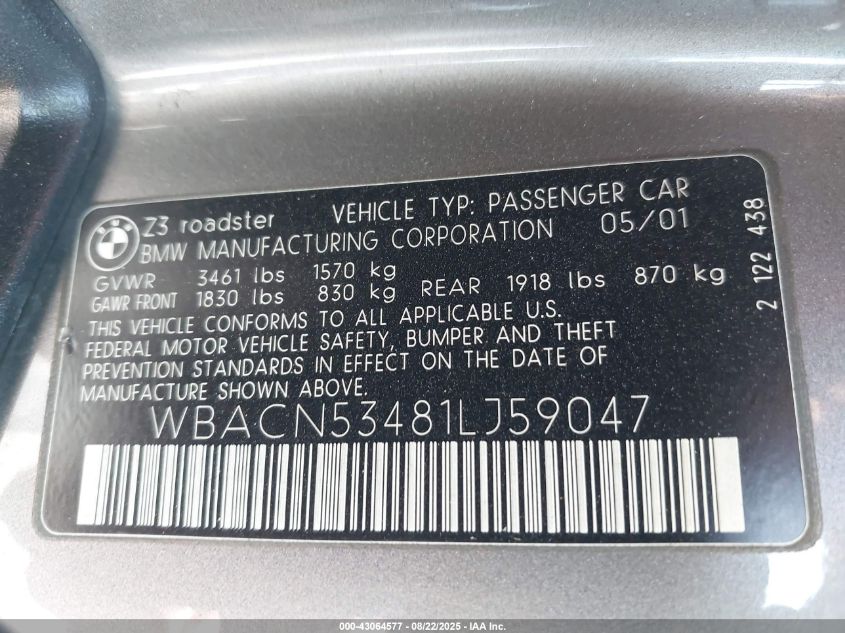 Z3 roadster VEHICLE TYP: PASSENGER CAR
BMW MANUFACTURING CORPORATION 05/01
GVWR 3461 lbs 1570 kg
GAWR FRONT 1830 lbs 830 kg REAR 1918 lbs 870 kg
THIS VEHICLE CONFORMS TO ALL APPLICABLE U.S.
FEDERAL MOTOR VEHICLE SAFETY, BUMPER AND THEFT
PREVENTION STANDARDS IN EFFECT ON THE DATE OF
MANUFACTURE SHOWN ABOVE.
WBACN53481LJ59047
2 122 438
000-43064577 - 08/22/2025 - IAA Inc.